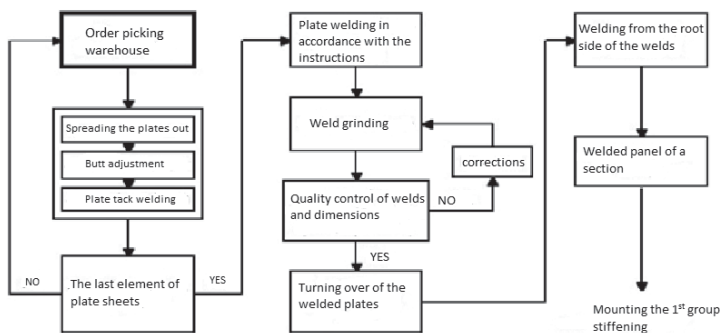 Order picking
warehouse
Spreading the plates out
Butt adjustment
Plate tack welding
NO
The last element of
plate sheets
YES
Plate welding in
accordance with the
instructions
Weld grinding
corrections
Quality control of welds
and dimensions
NO
YES
Turning over of the
welded plates
Welding from the root
side of the welds
Welded panel of a
section
Mounting the 1st group
stiffening